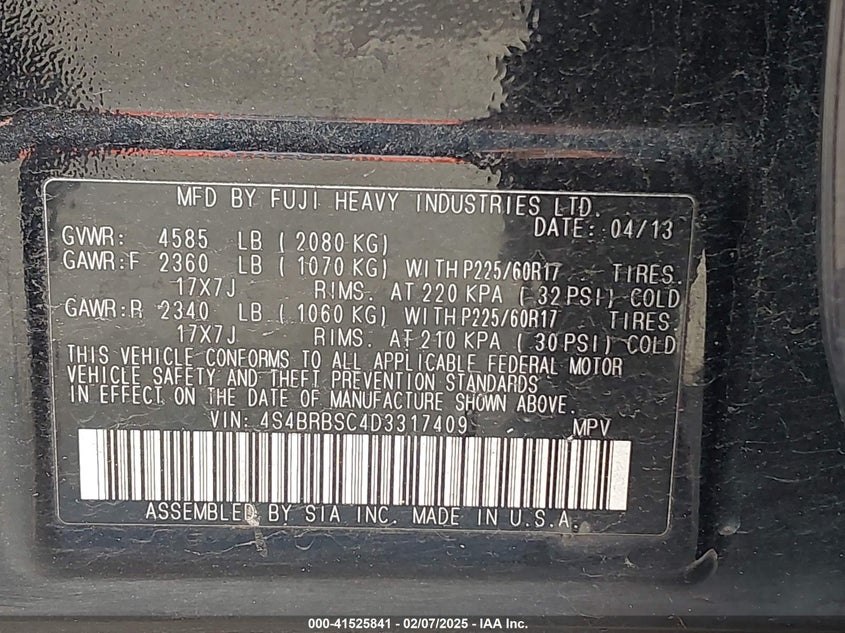 MFD BY FUJI HEAVY INDUSTRIES LTD.
DATE: 04/13
GVWR: 4585 LB ( 2080 KG)
GAWR:F 2360 LB ( 1070 KG) WITH P225/60R17 TIRES.
17X7J RIMS. AT 220 KPA ( 32 PSI) COLD
GAWR:R 2340 LB ( 1060 KG) WITH P225/60R17 TIRES.
17X7J RIMS. AT 210 KPA ( 30 PSI) COLD
THIS VEHICLE CONFORMS TO ALL APPLICABLE FEDERAL MOTOR
VEHICLE SAFETY AND THEFT PREVENTION STANDARDS
IN EFFECT ON THE DATE OF MANUFACTURE SHOWN ABOVE.
VIN: 4S4BRBSC4D3317409 MPV
ASSEMBLED BY SIA INC. MADE IN U.S.A.
000-41525841 - 02/07/2025 - IAA Inc.